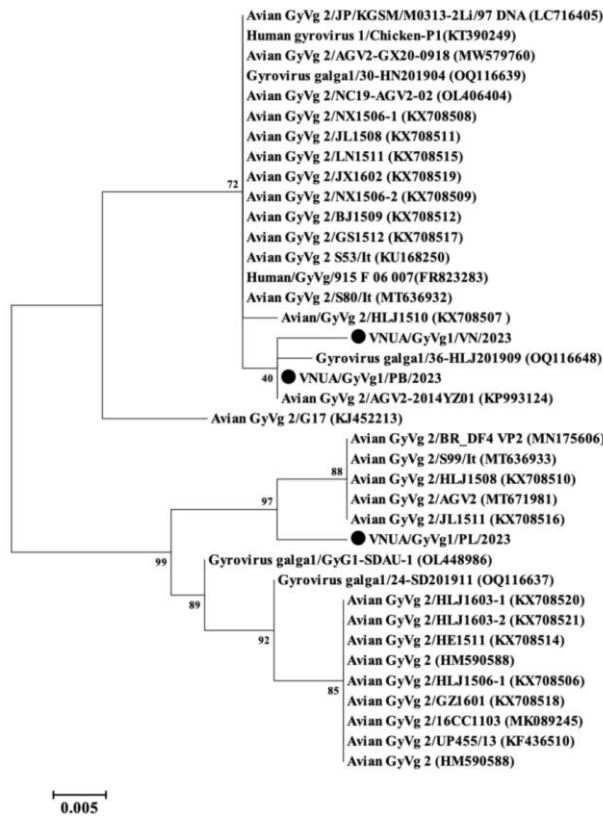 Avian GyVg 2/JP/KGSM/M0313-2Li/97 DNA (LC716405)
Human gyrovirus 1/Chicken-P1(KT390249)
Avian GyVg 2/AGV2-GX20-0918 (MW579760)
Gyrovirus galga1/30-HN201904 (OQ116639)
Avian GyVg 2/NC19-AGV2-02 (OL406404)
Avian GyVg 2/NX1506-1 (KX708508)
Avian GyVg 2/JL1508 (KX708511)
Avian GyVg 2/LN1511 (KX708515)
Avian GyVg 2/JX1602 (KX708519)
72
Avian GyVg 2/NX1506-2 (KX708509)
Avian GyVg 2/BJ1509 (KX708512)
Avian GyVg 2/GS1512 (KX708517)
Avian GyVg 2 S53/It (KU168250)
Human/GyVg/915 F 06 007(FR823283)
Avian GyVg 2/S80/It (MT636932)
Avian/GyVg 2/HLJ1510 (KX708507 )
VNUA/GyVg1/VN/2023
Gyrovirus galga1/36-HLJ201909 (OQ116648)
40
VNUA/GyVg1/PB/2023
Avian GyVg 2/AGV2-2014YZ01 (KP993124)
Avian GyVg 2/G17 (KJ452213)
Avian GyVg 2/BR_DF4 VP2 (MN175606)
Avian GyVg 2/S99/It (MT636933)
88
Avian GyVg 2/HLJ1508 (KX708510)
97
Avian GyVg 2/AGV2 (MT671981)
Avian GyVg 2/JL1511 (KX708516)
VNUA/GyVg1/PL/2023
99
Gyrovirus galga1/GyG1-SDAU-1 (OL448986)
Gyrovirus galga1/24-SD201911 (OQ116637)
89
Avian GyVg 2/HLJ1603-1 (KX708520)
Avian GyVg 2/HLJ1603-2 (KX708521)
92
Avian GyVg 2/HE1511 (KX708514)
Avian GyVg 2 (HM590588)
85
Avian GyVg 2/HLJ1506-1 (KX708506)
Avian GyVg 2/GZ1601 (KX708518)
Avian GyVg 2/16CC1103 (MK089245)
Avian GyVg 2/UP455/13 (KF436510)
Avian GyVg 2 (HM590588)
0.005